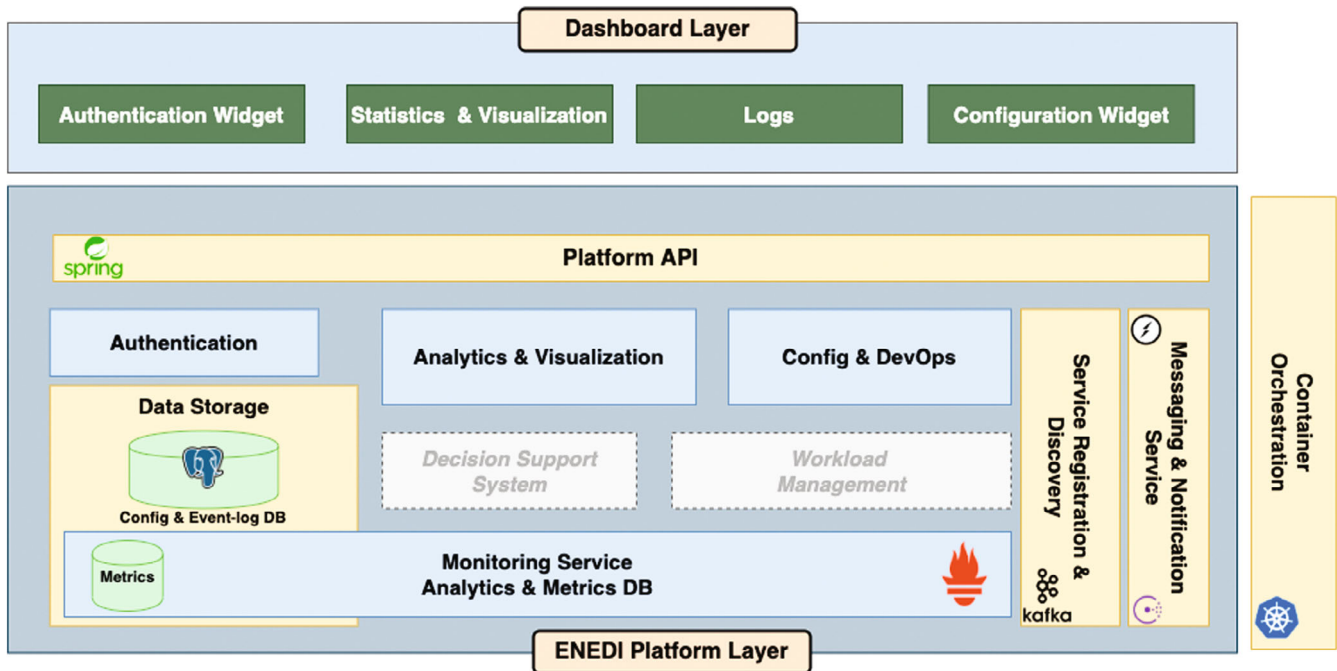 Dashboard Layer
Authentication Widget
Statistics & Visualization
Logs
Configuration Widget
spring
Platform API
Authentication
Analytics & Visualization
Config & DevOps
Data Storage
Config & Event-log DB
Decision Support
System
Workload
Management
Metrics
Monitoring Service
Analytics & Metrics DB
Service Registration &
Discovery
kafka
Messaging & Notification
Service
Container
Orchestration
ENEDI Platform Layer